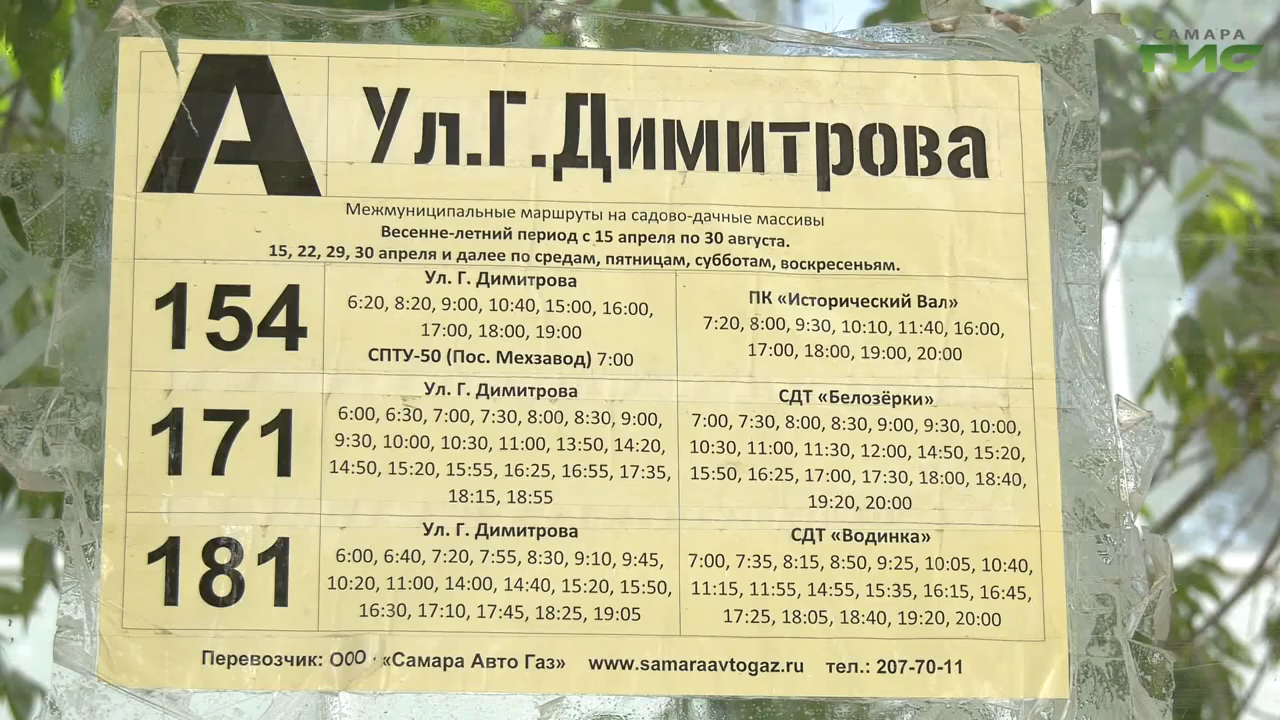 САМАРА
ГИС
А
Ул.Г.Димитрова
Межмуниципальные маршруты на садово-дачные массивы
Весенне-летний период с 15 апреля по 30 августа.
15, 22, 29, 30 апреля и далее по средам, пятницам, субботам, воскресеньям.
154
Ул. Г. Димитрова
6:20, 8:20, 9:00, 10:40, 15:00, 16:00,
17:00, 18:00, 19:00
СПТУ-50 (Пос. Мехзавод) 7:00
ПК «Исторический Вал»
7:20, 8:00, 9:30, 10:10, 11:40, 16:00,
17:00, 18:00, 19:00, 20:00
171
Ул. Г. Димитрова
6:00, 6:30, 7:00, 7:30, 8:00, 8:30, 9:00,
9:30, 10:00, 10:30, 11:00, 13:50, 14:20,
14:50, 15:20, 15:55, 16:25, 16:55, 17:35,
18:15, 18:55
СДТ «Белозёрки»
7:00, 7:30, 8:00, 8:30, 9:00, 9:30, 10:00,
10:30, 11:00, 11:30, 12:00, 14:50, 15:20,
15:50, 16:25, 17:00, 17:30, 18:00, 18:40,
19:20, 20:00
181
Ул. Г. Димитрова
6:00, 6:40, 7:20, 7:55, 8:30, 9:10, 9:45,
10:20, 11:00, 14:00, 14:40, 15:20, 15:50,
16:30, 17:10, 17:45, 18:25, 19:05
СДТ «Водинка»
7:00, 7:35, 8:15, 8:50, 9:25, 10:05, 10:40,
11:15, 11:55, 14:55, 15:35, 16:15, 16:45,
17:25, 18:05, 18:40, 19:20, 20:00
Перевозчик: ООО «Самара Авто Газ» www.samaraavtogaz.ru тел.: 207-70-11